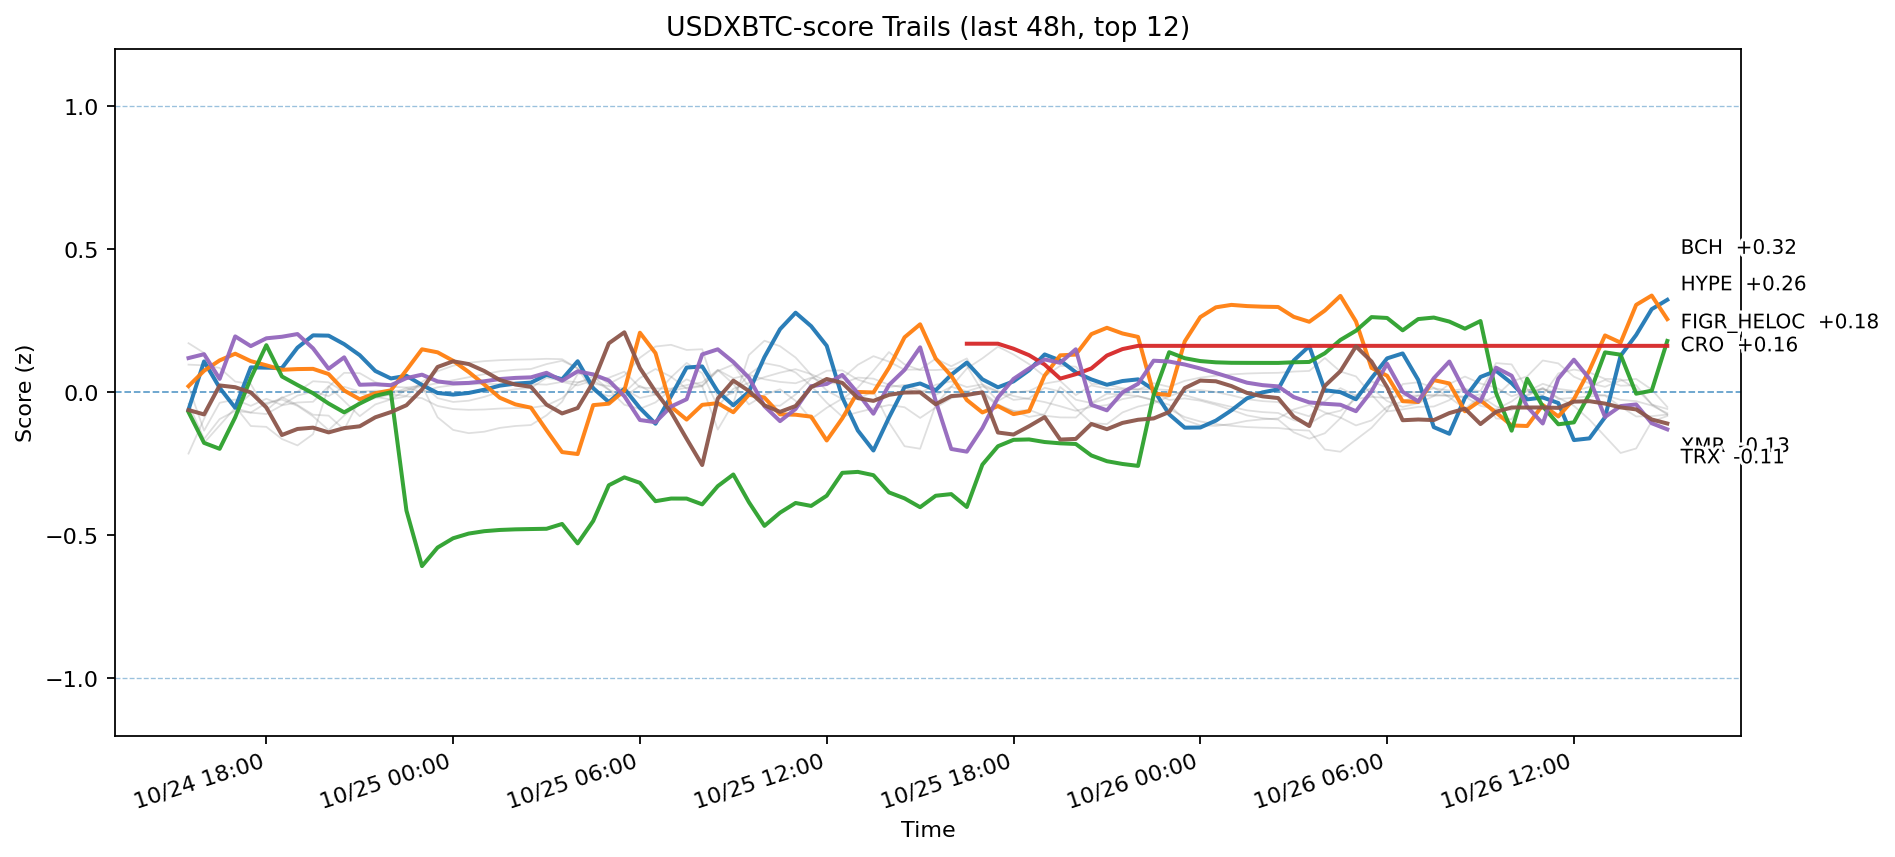 USDXBTC-score Trails (last 48h, top 12)
Score (z)
1.0
0.5
0.0
−0.5
−1.0
BCH +0.32
HYPE +0.26
FIGR_HELOC +0.18
CRO +0.16
XMR -0.13
TRX -0.11
10/24 18:00
10/25 00:00
10/25 06:00
10/25 12:00
10/25 18:00
10/26 00:00
10/26 06:00
10/26 12:00
Time